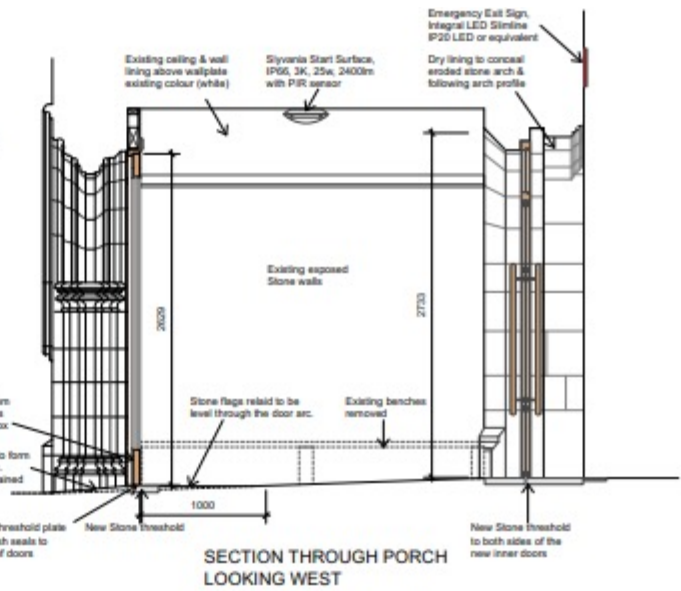 Emergency Exit Sign,
Integral LED Slimline
IP20 LED or equivalent
Existing ceiling & wall
lining above wallplate
existing colour (white)
Slyvania Start Surface,
IP66, 3K, 25w, 2400lm
with PIR sensor
Dry lining to conceal
eroded stone arch &
following arch profile
Existing exposed
Stone walls
2629
2733
Stone flags relaid to be
level through the door arc.
Existing benches
removed
to form
1000
threshold plate
seals to
doors
New Stone threshold
New Stone threshold
to both sides of the
new inner doors
SECTION THROUGH PORCH
LOOKING WEST